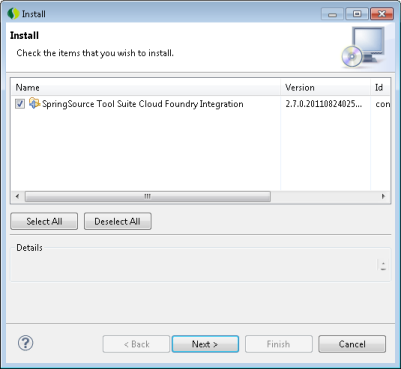 Install
Install
Check the items that you wish to install.
Name Version Id
SpringSource Tool Suite Cloud Foundry Integration 2.7.0.20110824025... con
Select All Deselect All
Details
< Back Next > Finish Cancel